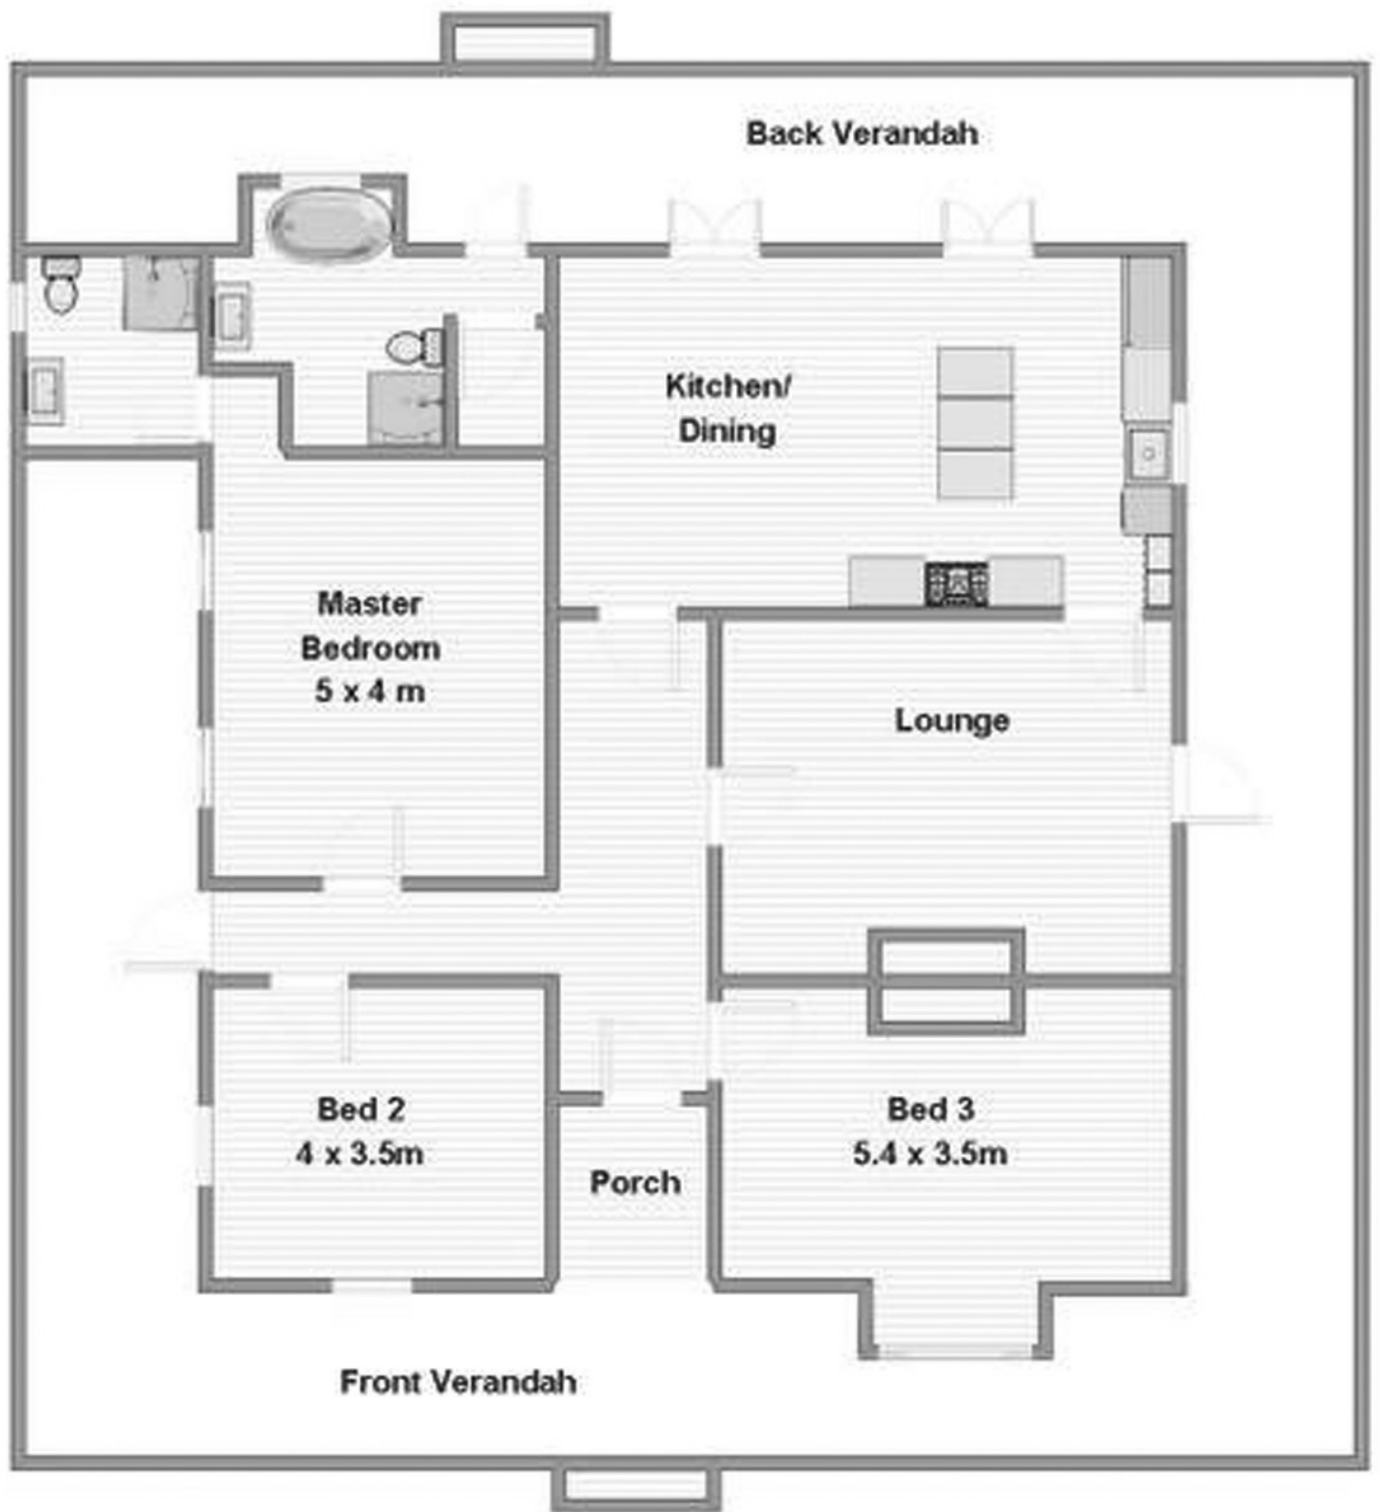 Back Verandah
Kitchen/
Dining
Master
Bedroom
5 x 4 m
Lounge
Bed 2
4 x 3.5m
Bed 3
5.4 x 3.5m
Porch
Front Verandah